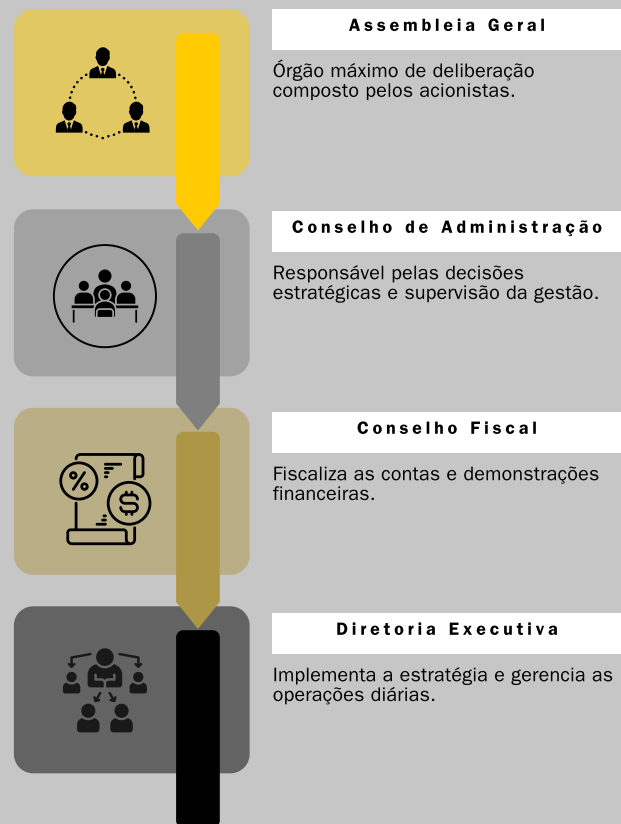 Assembleia Geral
Órgão máximo de deliberação
composto pelos acionistas.
Conselho de Administração
Responsável pelas decisões
estratégicas e supervisão da gestão.
Conselho Fiscal
%
$
Fiscaliza as contas e demonstrações
financeiras.
Diretoria Executiva
Implementa a estratégia e gerencia as
operações diárias.